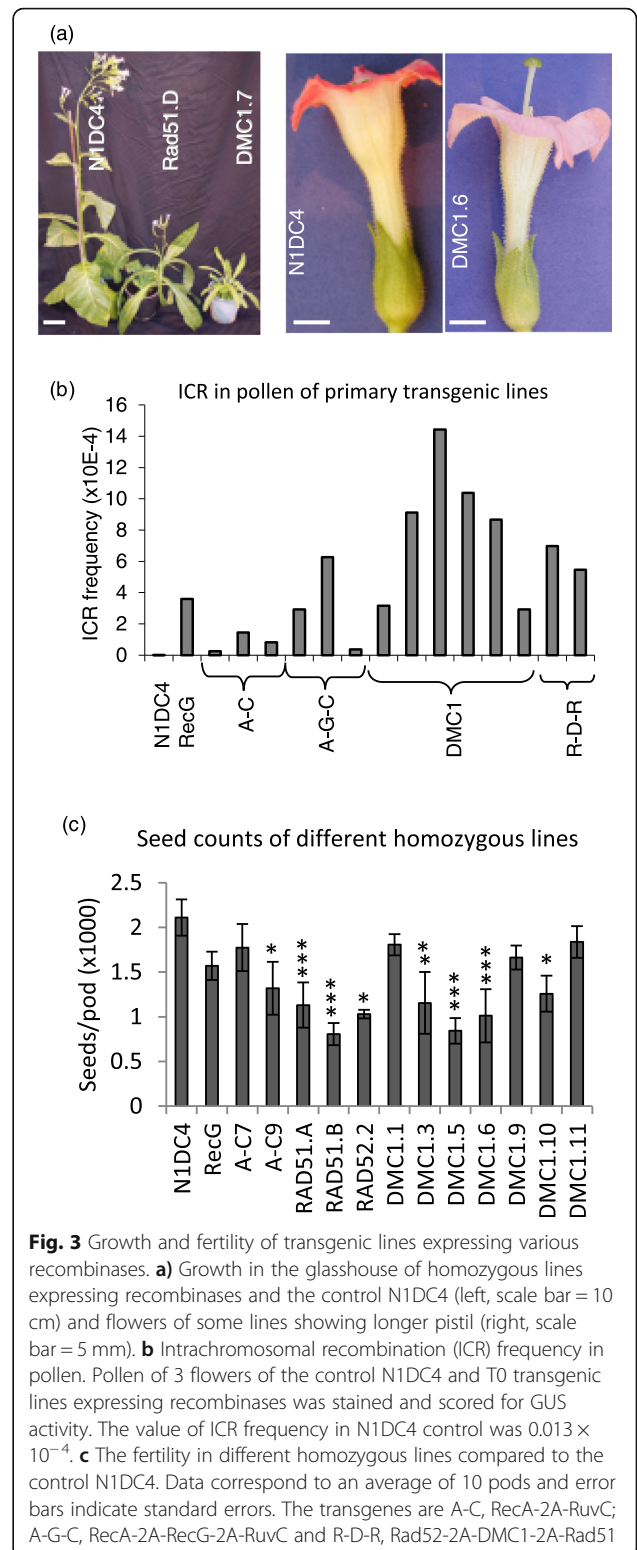 (a)
N1DC4
Rad51.D
DMC1.7
N1DC4
DMC1.6
(b)
ICR in pollen of primary transgenic lines
ICR frequency (x10E-4)
16
14
12
10
8
6
4
2
0
N1DC4
RecG
A-C
A-G-C
DMC1
R-D-R
(c)
Seed counts of different homozygous lines
Seeds/pod (x1000)
2.5
2
1.5
1
0.5
0
*
***
***
*
**
***
***
*
N1DC4
RecG
A-C7
A-C9
RAD51.A
RAD51.B
RAD52.2
DMC1.1
DMC1.3
DMC1.5
DMC1.6
DMC1.9
DMC1.10
DMC1.11
Fig. 3 Growth and fertility of transgenic lines expressing various
recombinases. a) Growth in the glasshouse of homozygous lines
expressing recombinases and the control N1DC4 (left, scale bar = 10
cm) and flowers of some lines showing longer pistil (right, scale
bar = 5 mm). b Intrachromosomal recombination (ICR) frequency in
pollen. Pollen of 3 flowers of the control N1DC4 and T0 transgenic
lines expressing recombinases was stained and scored for GUS
activity. The value of ICR frequency in N1DC4 control was 0.013 ×
10⁻⁴. c The fertility in different homozygous lines compared to the
control N1DC4. Data correspond to an average of 10 pods and error
bars indicate standard errors. The transgenes are A-C, RecA-2A-RuvC;
A-G-C, RecA-2A-RecG-2A-RuvC and R-D-R, Rad52-2A-DMC1-2A-Rad51